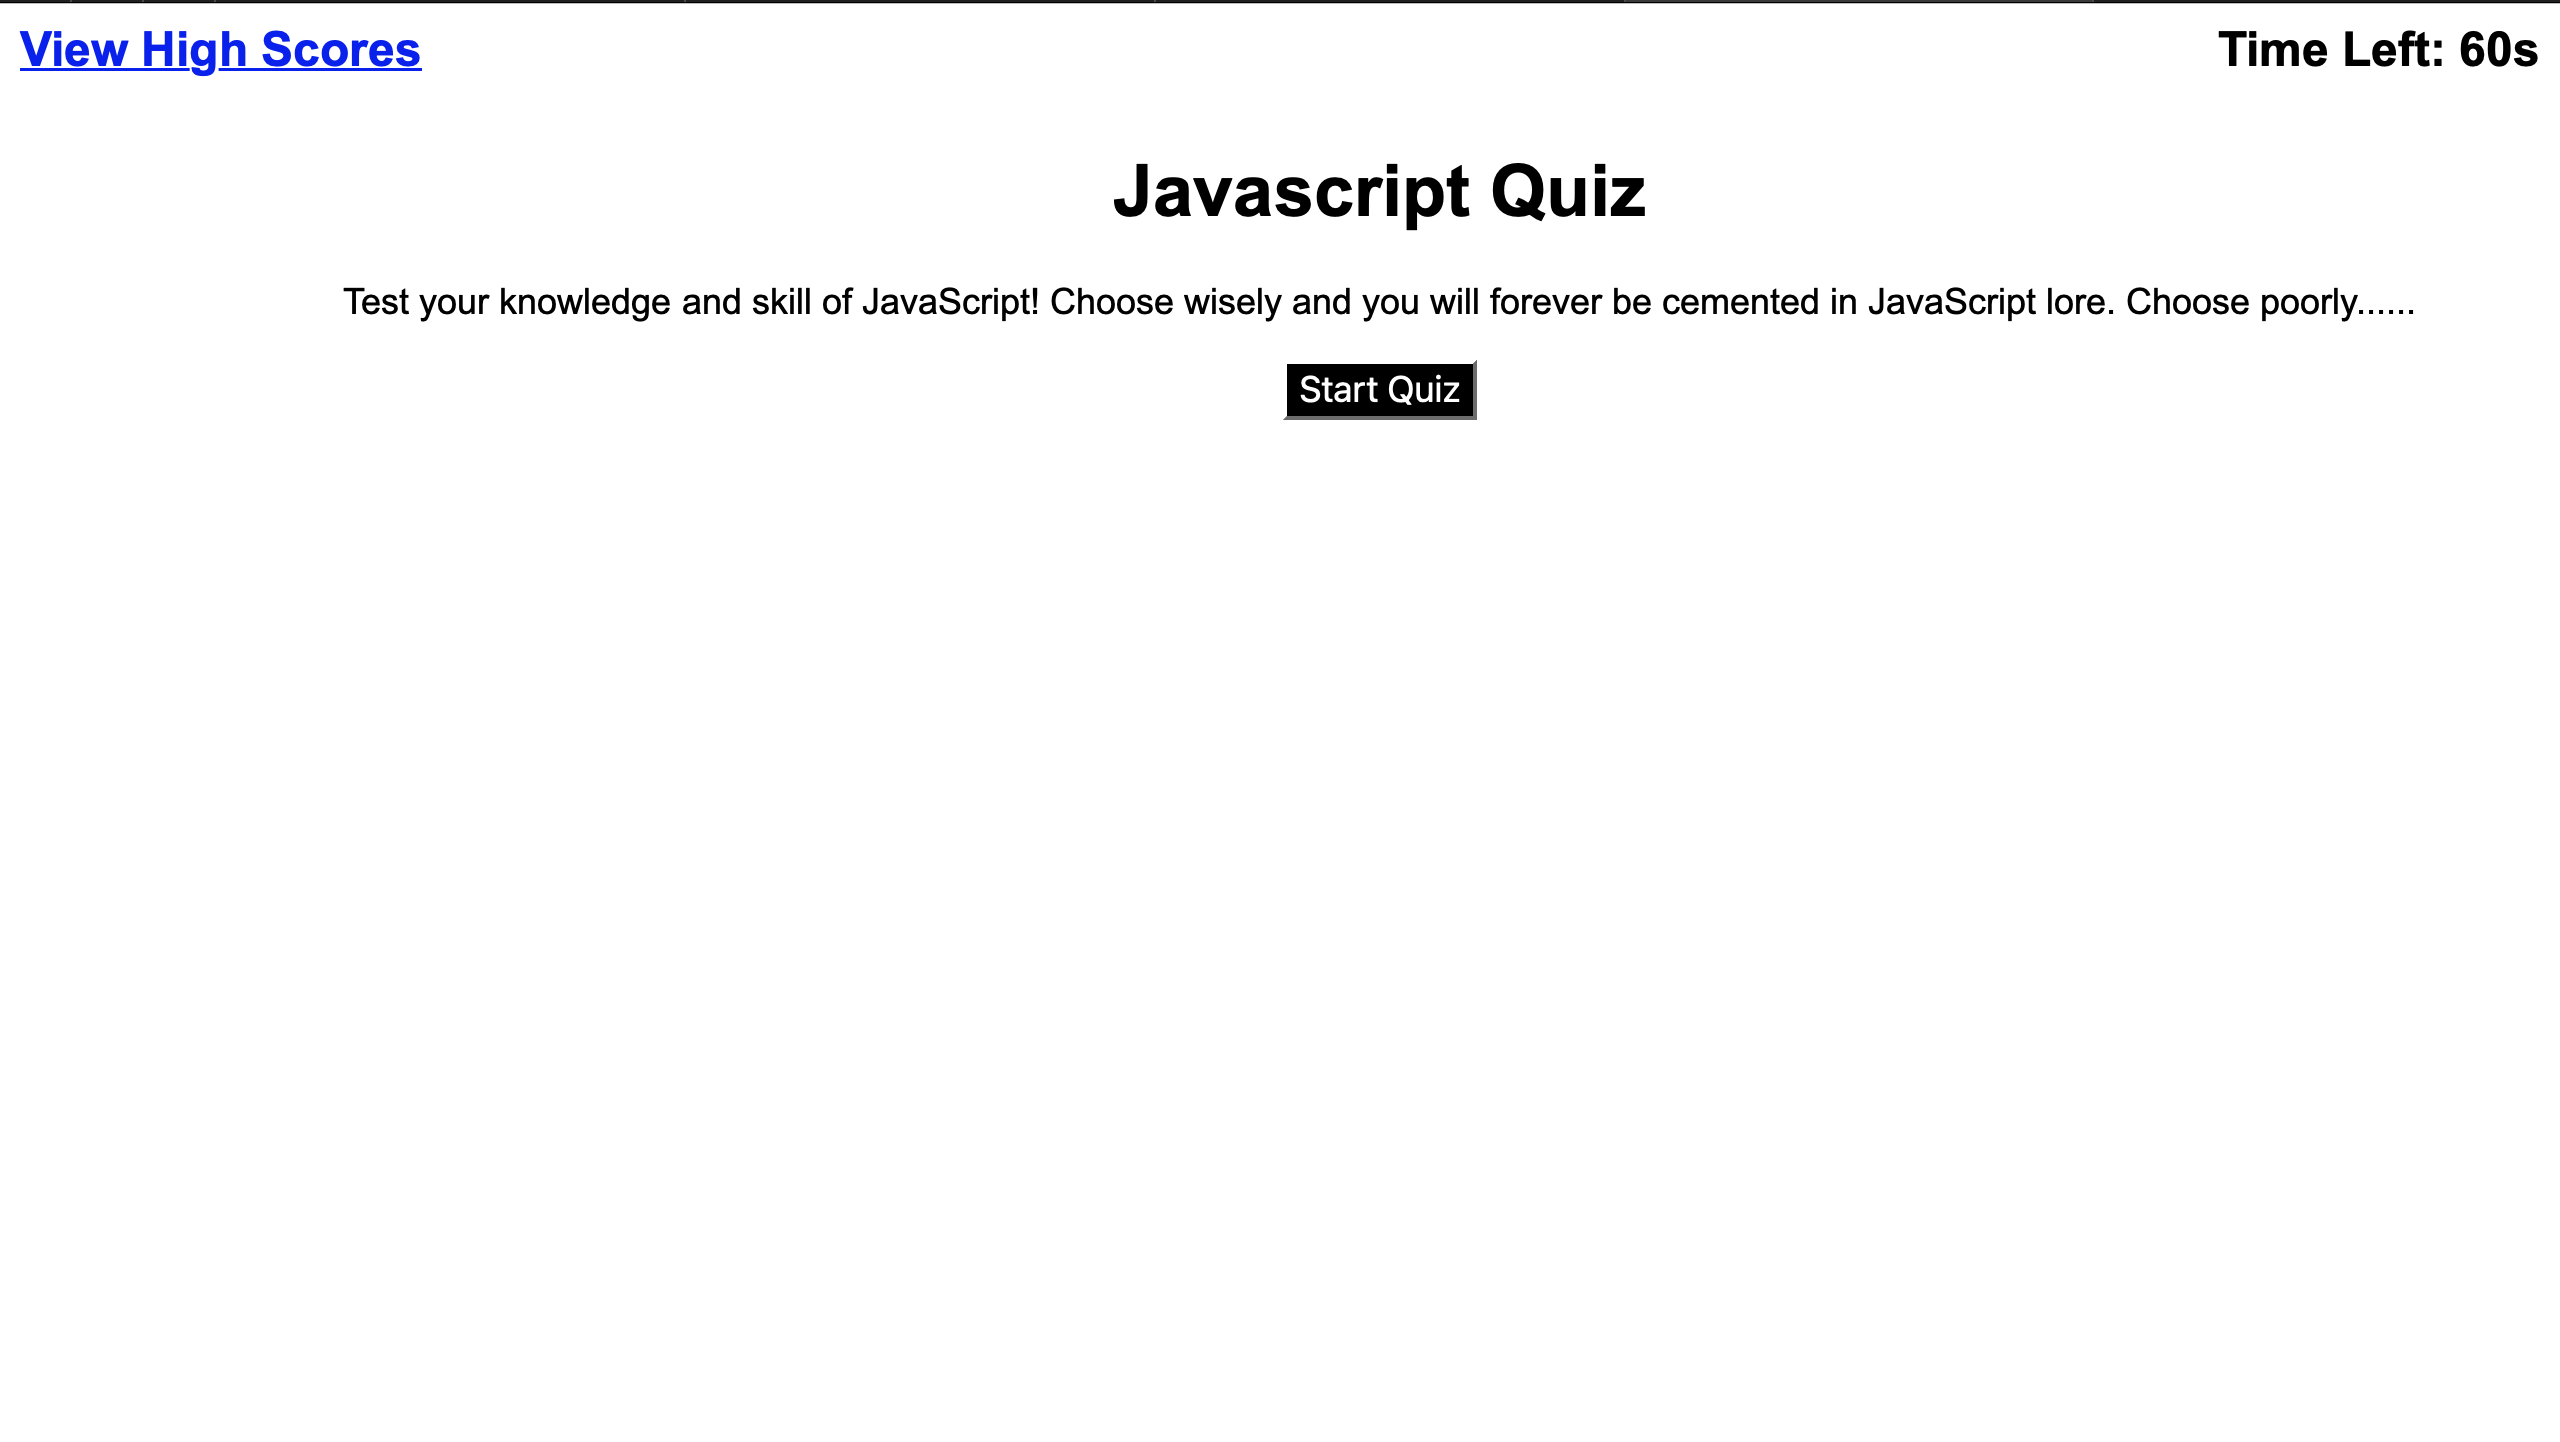 View High Scores
Time Left: 60s
Javascript Quiz
Test your knowledge and skill of JavaScript! Choose wisely and you will forever be cemented in JavaScript lore. Choose poorly......
Start Quiz